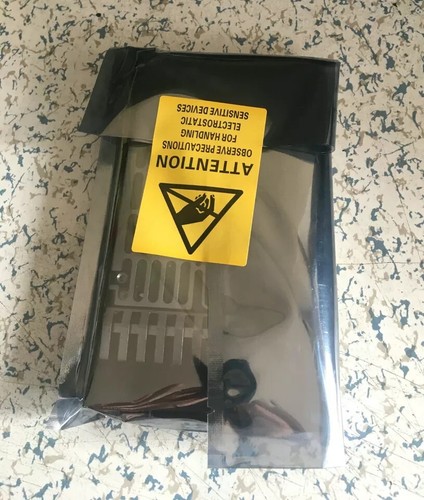 ATTENTION
OBSERVE PRECAUTIONS
FOR HANDLING
ELECTROSTATIC
SENSITIVE DEVICES